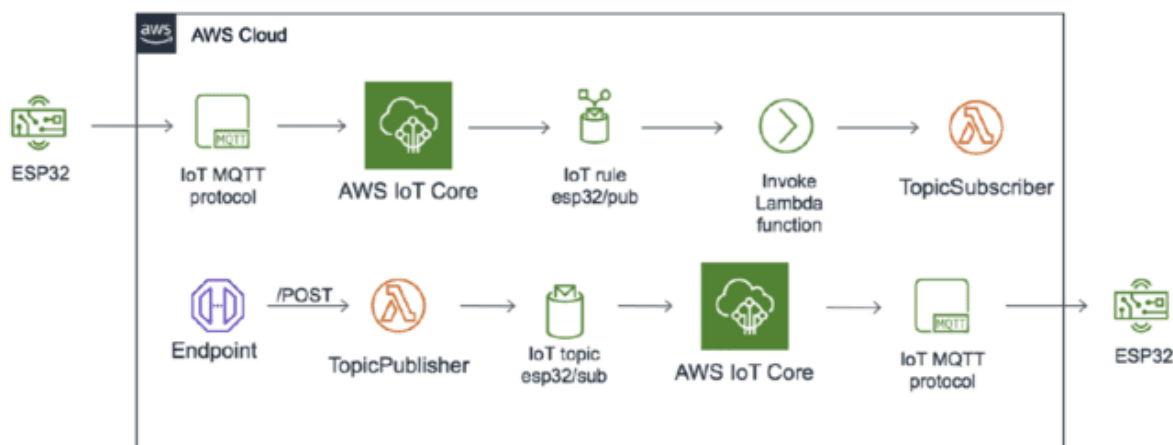 aws
AWS Cloud
MQTT
ESP32
IoT MQTT
protocol
AWS IoT Core
IoT rule
esp32/pub
Invoke
Lambda
function
TopicSubscriber
/POST
Endpoint
TopicPublisher
IoT topic
esp32/sub
AWS IoT Core
MQTT
IoT MQTT
protocol
ESP32